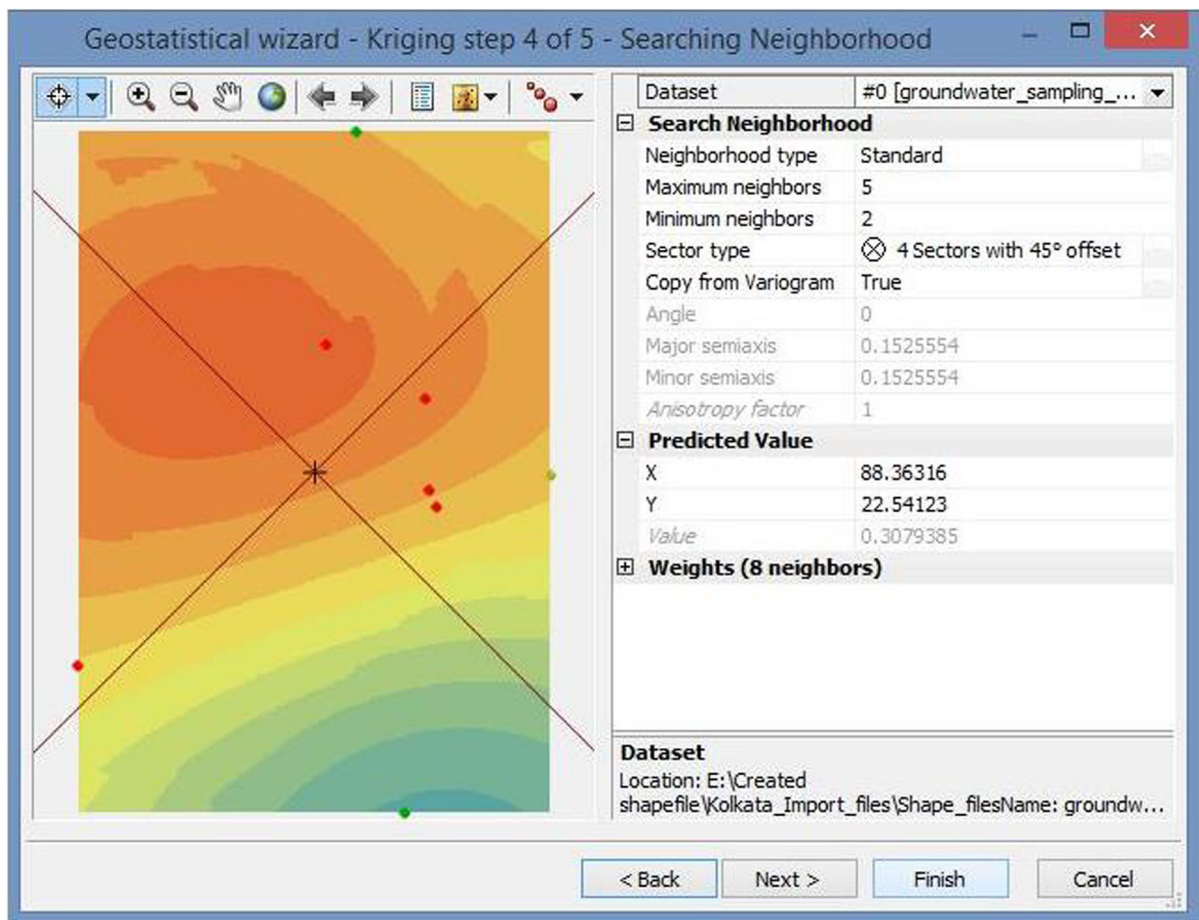 Geostatistical wizard - Kriging step 4 of 5 - Searching Neighborhood
Dataset #0 [groundwater_sampling_...
Search Neighborhood
Neighborhood type Standard
Maximum neighbors 5
Minimum neighbors 2
Sector type 4 Sectors with 45° offset
Copy from Variogram True
Angle 0
Major semiaxis 0.1525554
Minor semiaxis 0.1525554
Anisotropy factor 1
Predicted Value
X 88.36316
Y 22.54123
Value 0.3079385
Weights (8 neighbors)
Dataset
Location: E:\Created
shapefile\Kolkata_Import_files\Shape_filesName: groundw...
< Back Next > Finish Cancel